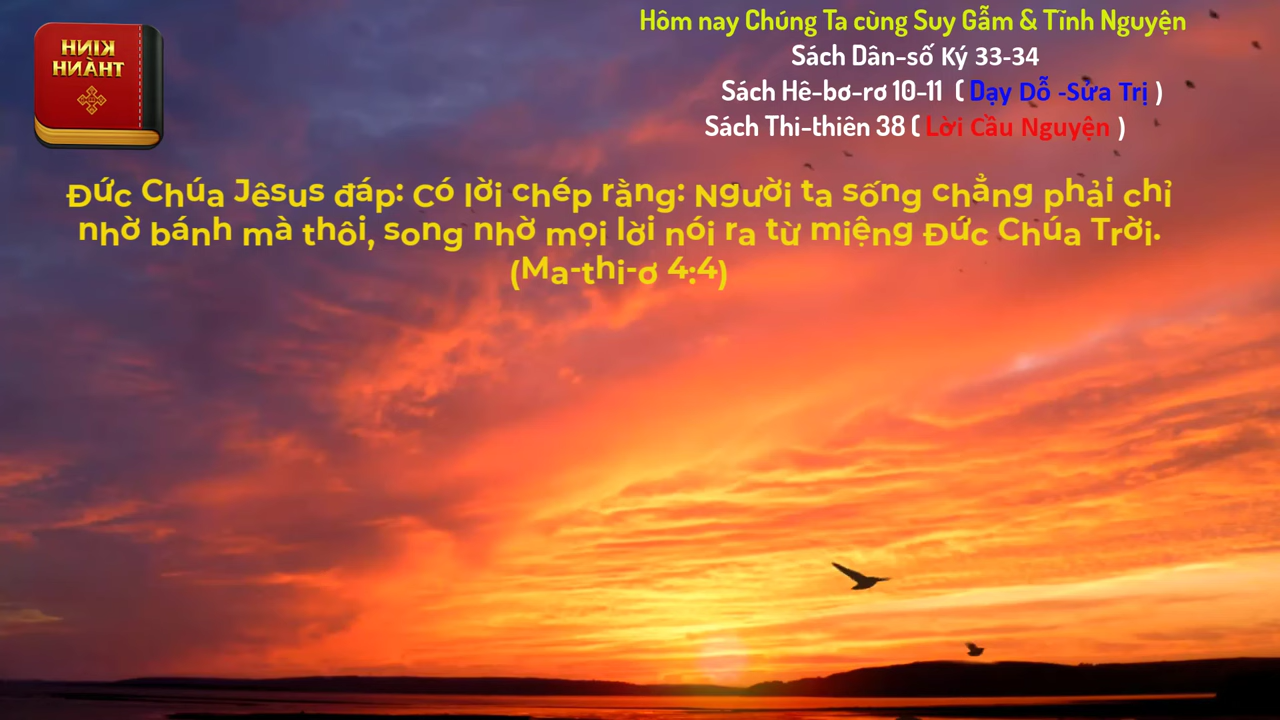 KINH
THÀNH
Hôm nay Chúng Ta cùng Suy Gẫm & Tĩnh Nguyện
Sách Dân-số Ký 33-34
Sách Hê-bơ-rơ 10-11 ( Dạy Dỗ -Sửa Trị )
Sách Thi-thiên 38 ( Lời Cầu Nguyện )
Đức Chúa Jêsus đáp: Có lời chép rằng: Người ta sống chẳng phải chỉ
nhờ bánh mà thôi, song nhờ mọi lời nói ra từ miệng Đức Chúa Trời.
(Ma-thi-ơ 4:4)